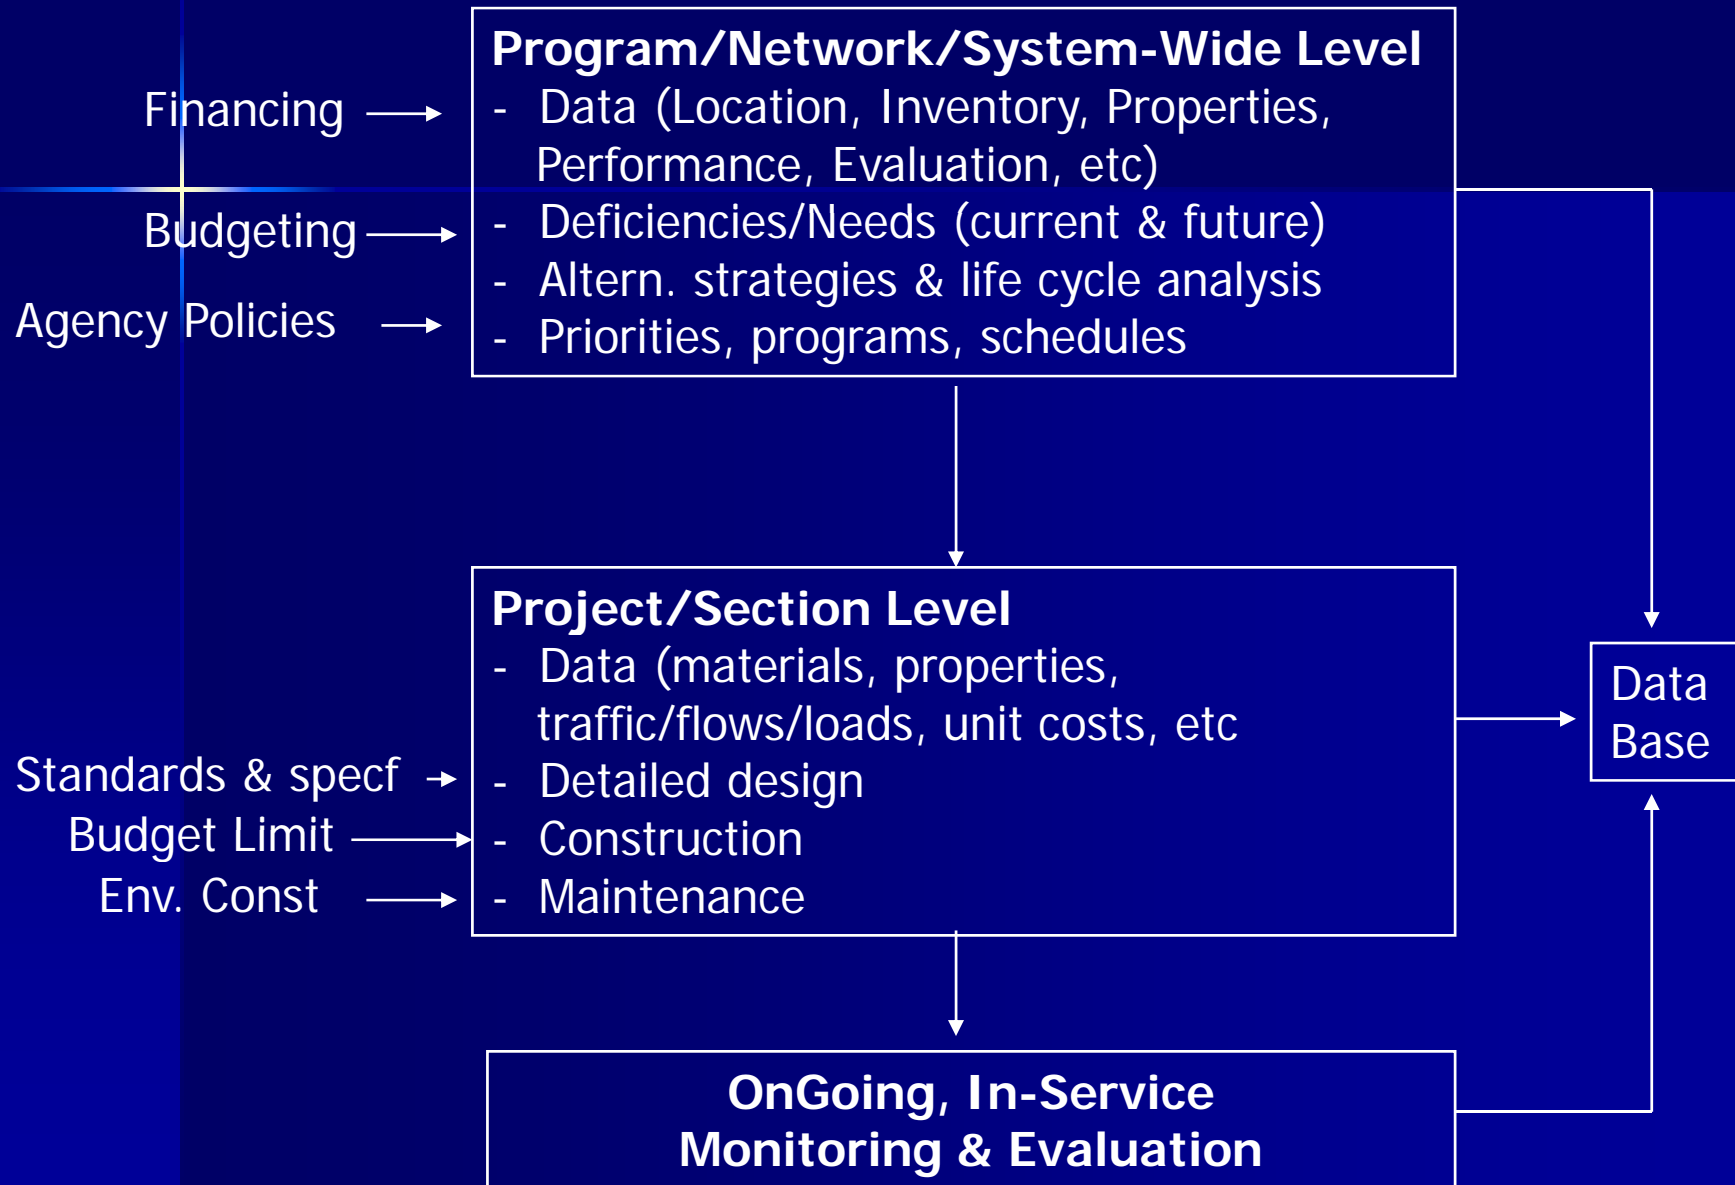 Program/Network/System-Wide Level
Financing
- Data (Location, Inventory, Properties,
Performance, Evaluation, etc)
Budgeting
- Deficiencies/Needs (current & future)
- Altern. strategies & life cycle analysis
Agency Policies
- Priorities, programs, schedules
Project/Section Level
- Data (materials, properties,
traffic/flows/loads, unit costs, etc
Standards & specf
- Detailed design
Budget Limit
- Construction
Env. Const
- Maintenance
Data
Base
OnGoing, In-Service
Monitoring & Evaluation